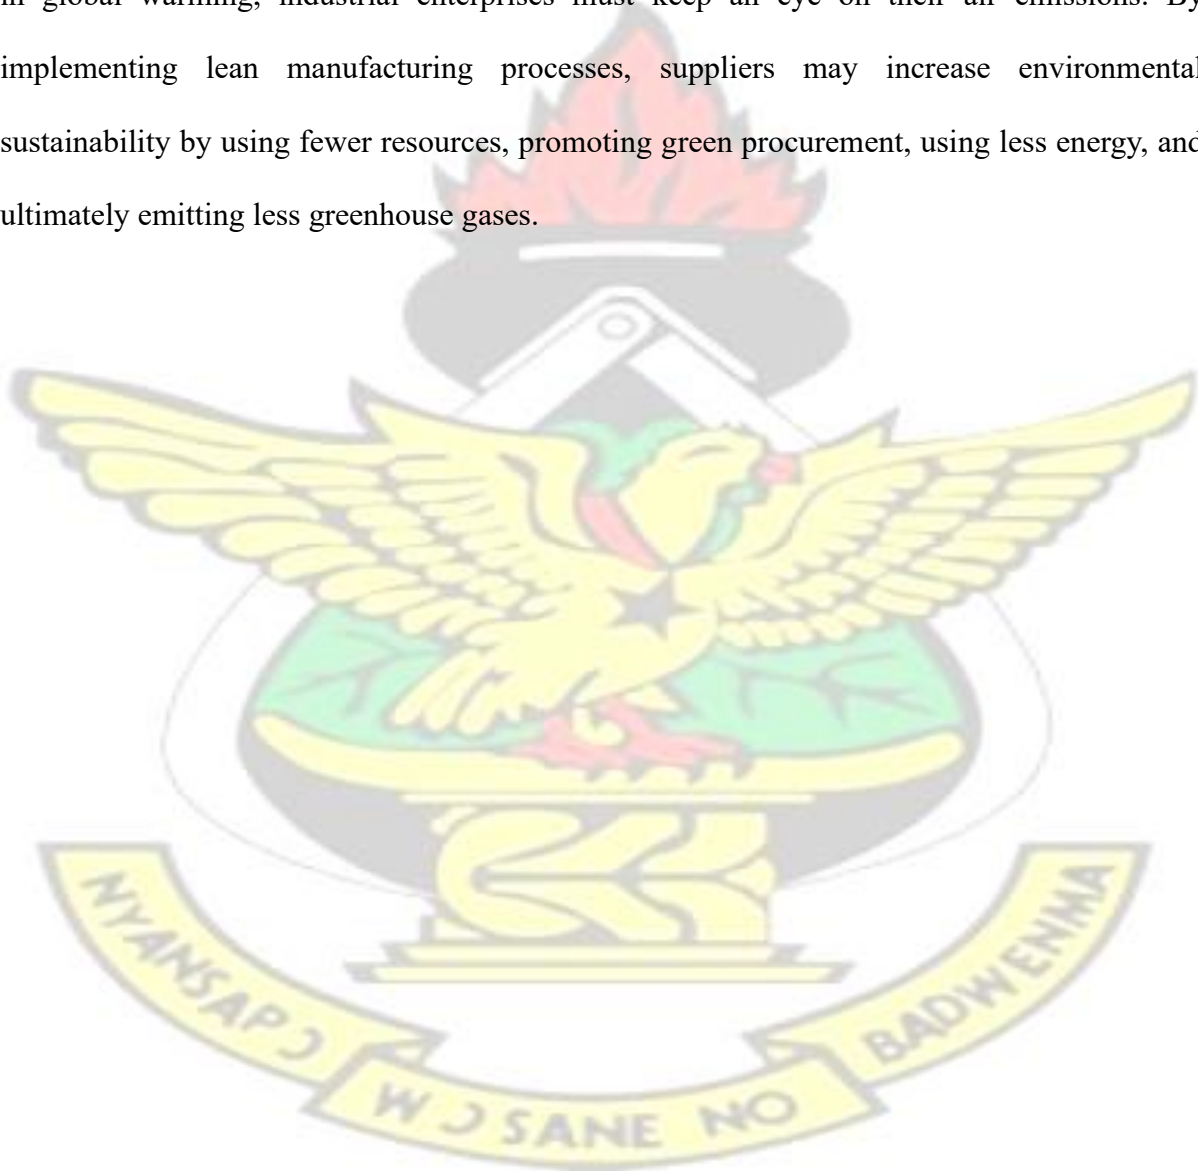 in global warming, industrial enterprises must keep an eye on their air emissions. By
implementing lean manufacturing processes, suppliers may increase environmental
sustainability by using fewer resources, promoting green procurement, using less energy, and
ultimately emitting less greenhouse gases.
NYANSAPƆ
WƆSANE NO
BADWENMA